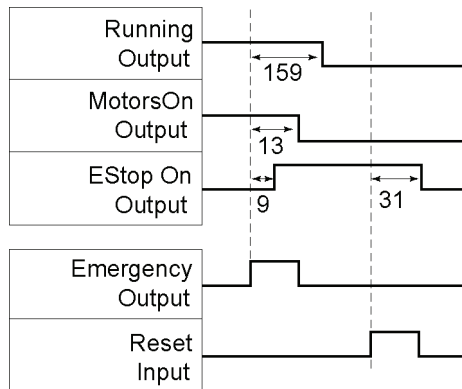 Running
Output
159
MotorsOn
Output
13
EStop On
Output
9
31
Emergency
Output
Reset
Input